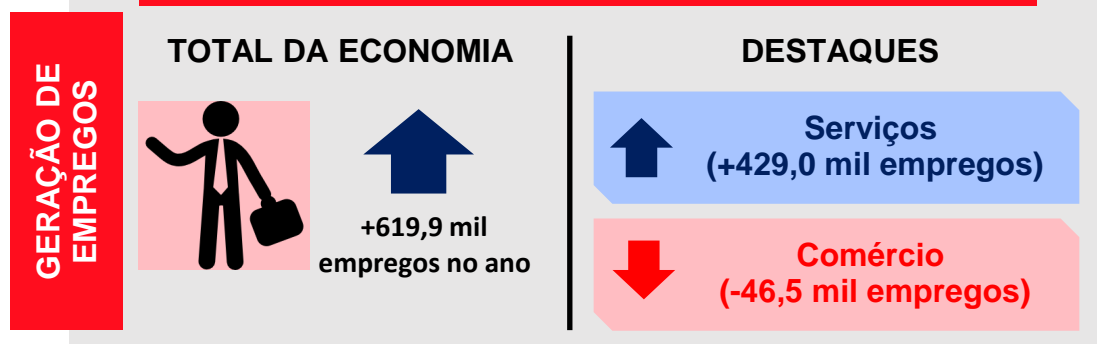 GERAÇÃO DE
EMPREGOS
TOTAL DA ECONOMIA
+619,9 mil
empregos no ano
DESTAQUES
Serviços
(+429,0 mil empregos)
Comércio
(-46,5 mil empregos)